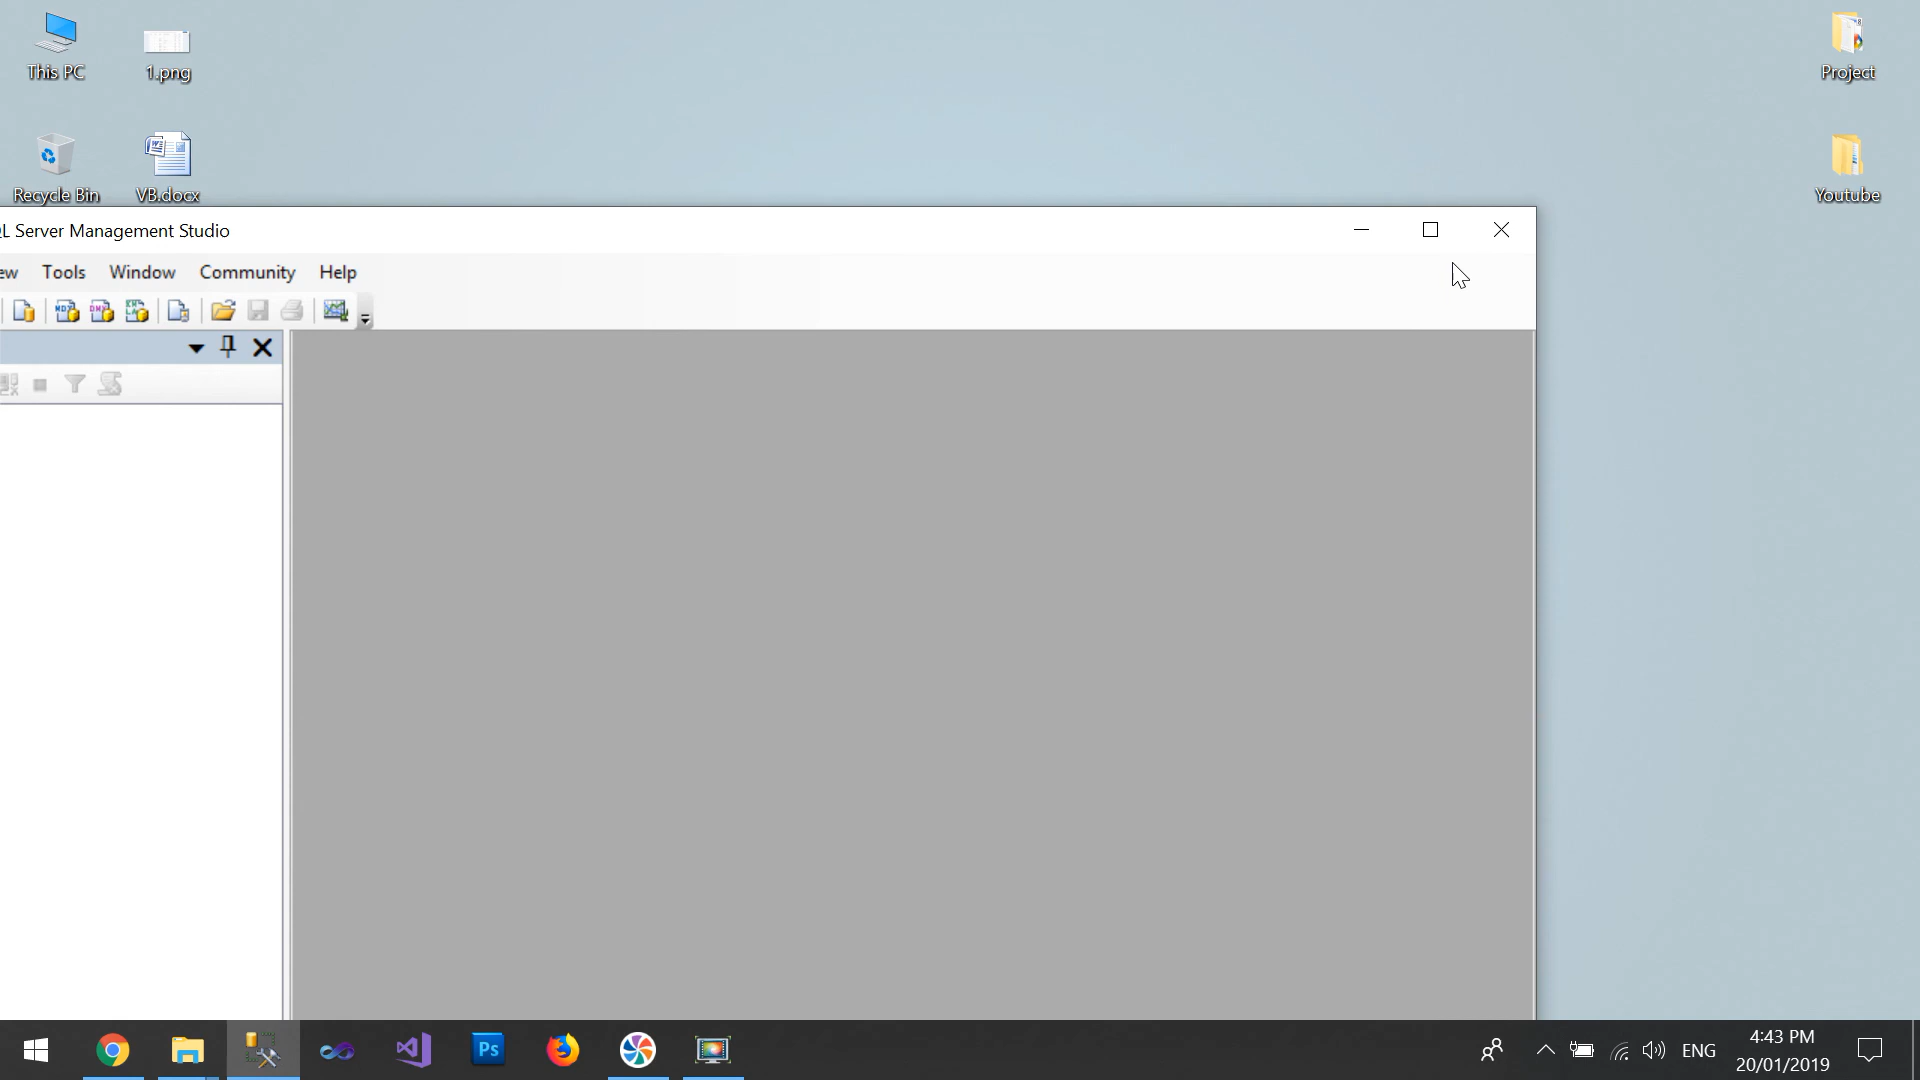 This PC
1.png
Project
Recycle Bin
VB.docx
Youtube
L Server Management Studio
ew Tools Window Community Help
Ps
ENG
4:43 PM
20/01/2019